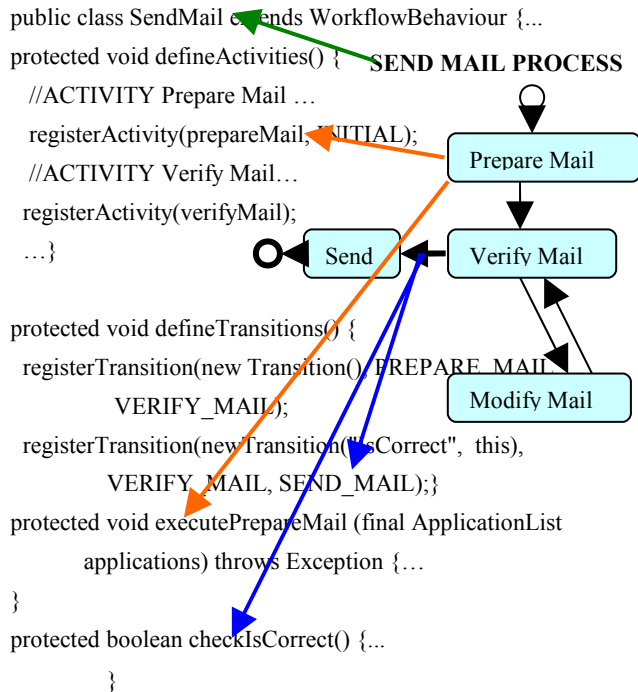 public class SendMail extends WorkflowBehaviour {...
protected void defineActivities() {
SEND MAIL PROCESS
//ACTIVITY Prepare Mail …
registerActivity(prepareMail, INITIAL);
Prepare Mail
//ACTIVITY Verify Mail…
registerActivity(verifyMail);
…}
Send
Verify Mail
protected void defineTransitions() {
registerTransition(new Transition(), PREPARE_MAIL,
VERIFY_MAIL);
Modify Mail
registerTransition(newTransition("IsCorrect", this),
VERIFY_MAIL, SEND_MAIL);}
protected void executePrepareMail (final ApplicationList
applications) throws Exception {…
}
protected boolean checkIsCorrect() {...
}